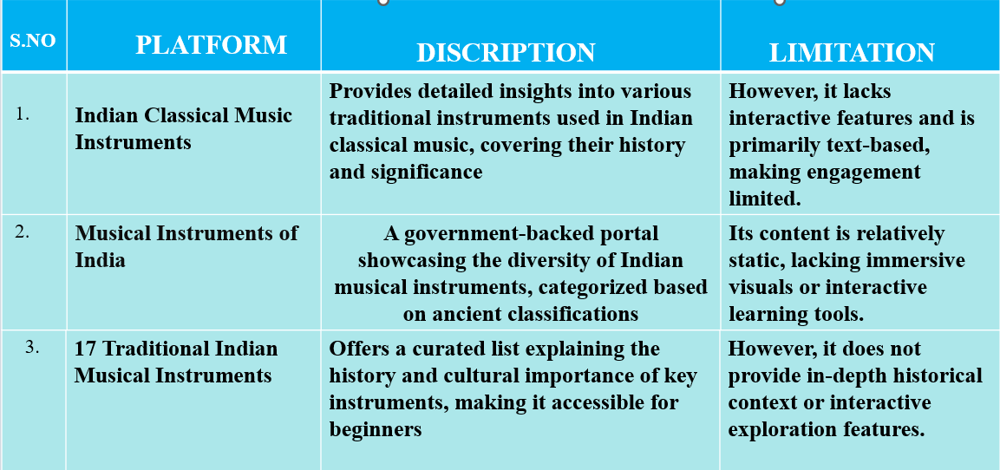 S.NO
PLATFORM
DISCRIPTION
LIMITATION
1.
Indian Classical Music
Instruments
Provides detailed insights into various
traditional instruments used in Indian
classical music, covering their history
and significance
However, it lacks
interactive features and is
primarily text-based,
making engagement
limited.
2.
Musical Instruments of
India
A government-backed portal
showcasing the diversity of Indian
musical instruments, categorized based
on ancient classifications
Its content is relatively
static, lacking immersive
visuals or interactive
learning tools.
3.
17 Traditional Indian
Musical Instruments
Offers a curated list explaining the
history and cultural importance of key
instruments, making it accessible for
beginners
However, it does not
provide in-depth historical
context or interactive
exploration features.